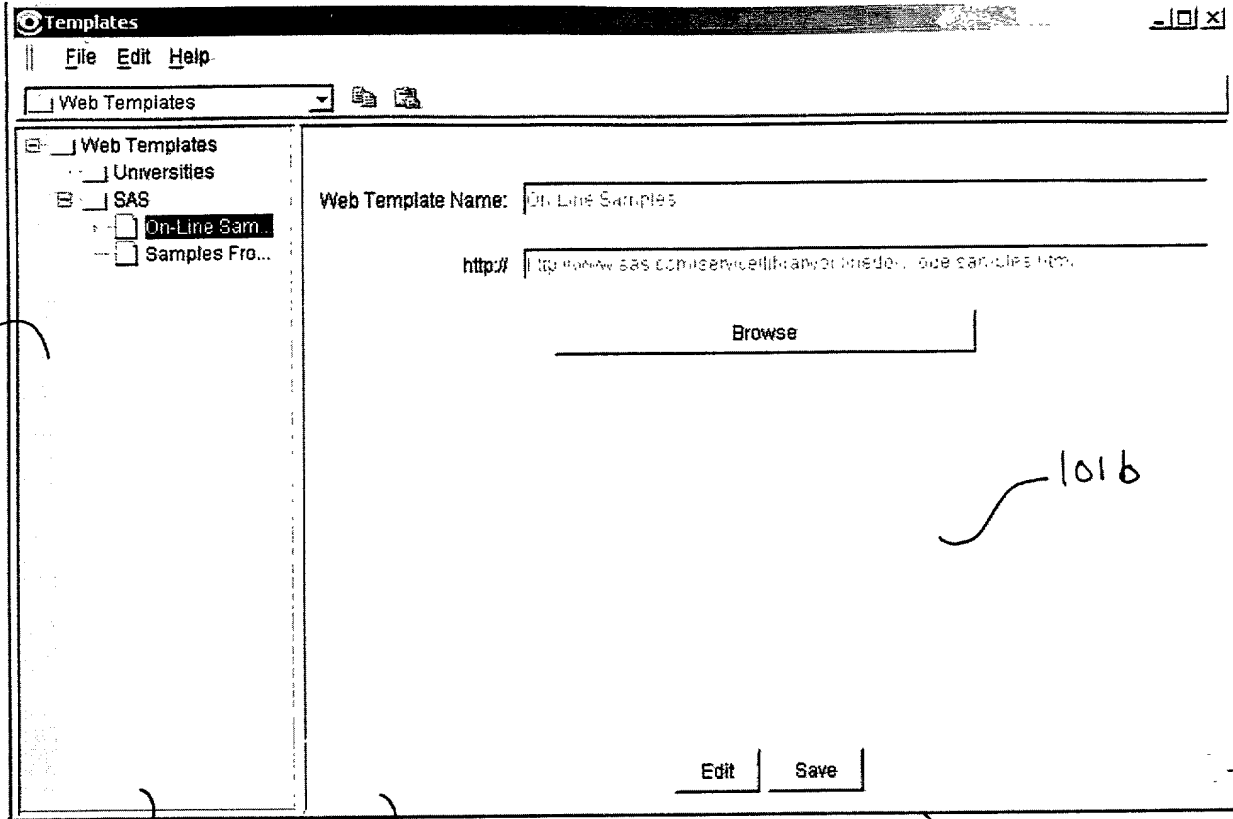 Templates
File Edit Help
Web Templates
Web Templates
Universities
SAS
On-Line Sam...
Samples Fro...
Web Template Name: On-Line Samples
http://
Browse
101b
Edit Save